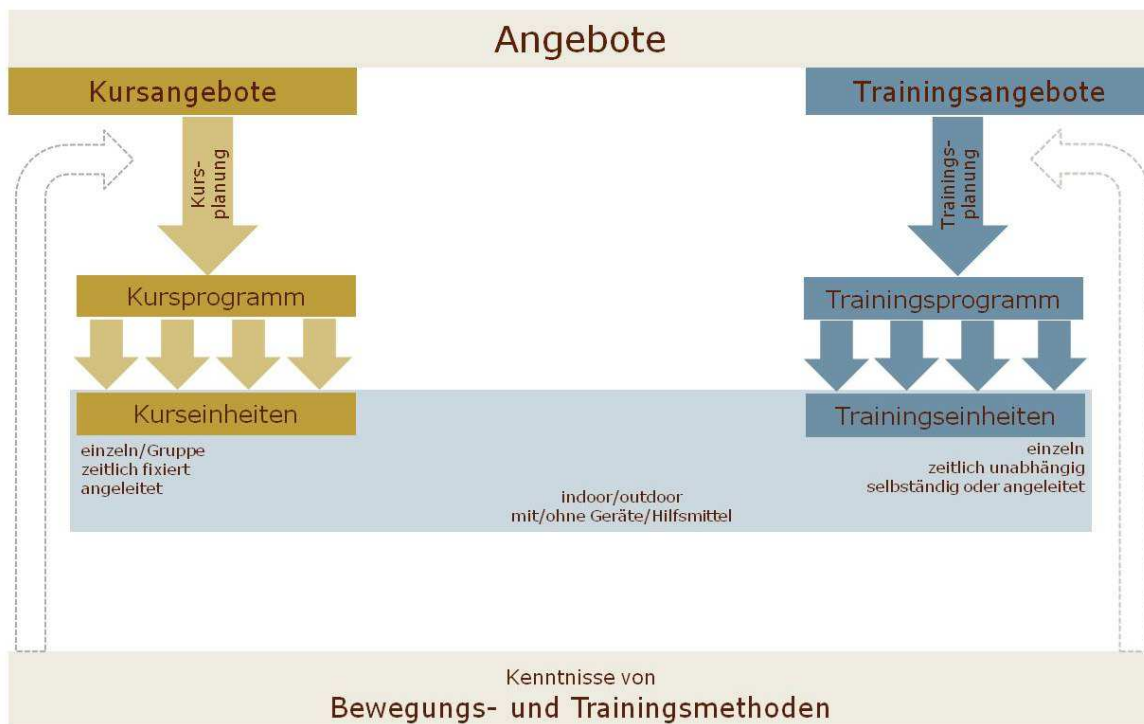 Angebote
Kursangebote
Trainingsangebote
Kurs-
planung
Trainings-
planung
Kursprogramm
Trainingsprogramm
Kurseinheiten
Trainingseinheiten
einzeln/Gruppe
zeitlich fixiert
angeleitet
einzeln
zeitlich unabhängig
selbständig oder angeleitet
indoor/outdoor
mit/ohne Geräte/Hilfsmittel
Kenntnisse von
Bewegungs- und Trainingsmethoden